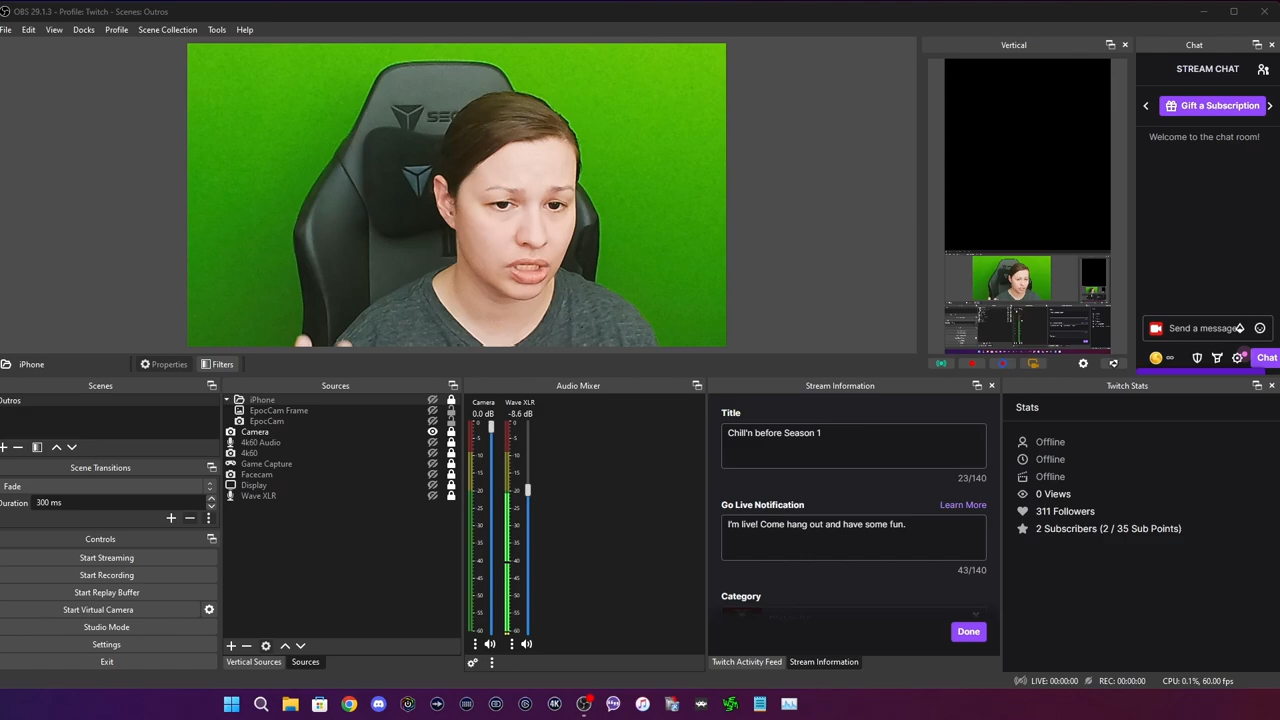 OBS 29.1.3 - Profile: Twitch - Scenes: Outros
File Edit View Docks Profile Scene Collection Tools Help
Vertical
Chat
STREAM CHAT
Gift a Subscription
Welcome to the chat room!
Send a message
Chat
iPhone
Properties
Filters
Scenes
Outros
Scene Transitions
Fade
Duration 300 ms
Controls
Start Streaming
Start Recording
Start Replay Buffer
Start Virtual Camera
Studio Mode
Settings
Exit
Sources
iPhone
EpocCam Frame
EpocCam
Camera
4k60 Audio
4k60
Game Capture
Facecam
Display
Wave XLR
Vertical Sources
Sources
Audio Mixer
Camera Wave XLR
0.0 dB -8.6 dB
Stream Information
Title
Chill'n before Season 1
23/140
Go Live Notification
Learn More
I'm live! Come hang out and have some fun.
43/140
Category
Done
Twitch Activity Feed
Stream Information
Twitch Stats
Stats
Offline
Offline
Offline
0 Views
311 Followers
2 Subscribers (2 / 35 Sub Points)
LIVE: 00:00:00 REC: 00:00:00 CPU: 0.1%, 60.00 fps